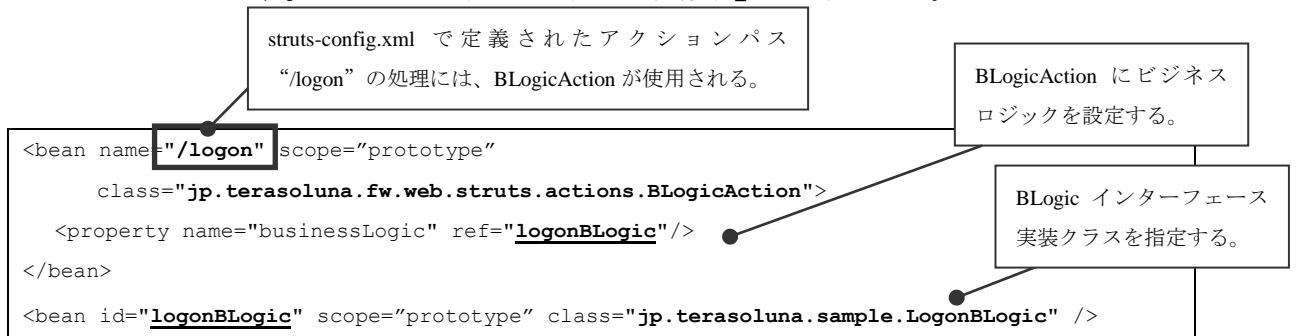 struts-config.xml で定義されたアクションパス
“/logon”の処理には、BLogicAction が使用される。
BLogicAction にビジネス
ロジックを設定する。
<bean name="/logon" scope=”prototype”
class="jp.terasoluna.fw.web.struts.actions.BLogicAction">
<property name="businessLogic" ref="logonBLogic"/>
BLogic インターフェース
実装クラスを指定する。
</bean>
<bean id="logonBLogic" scope=”prototype” class="jp.terasoluna.sample.LogonBLogic" />